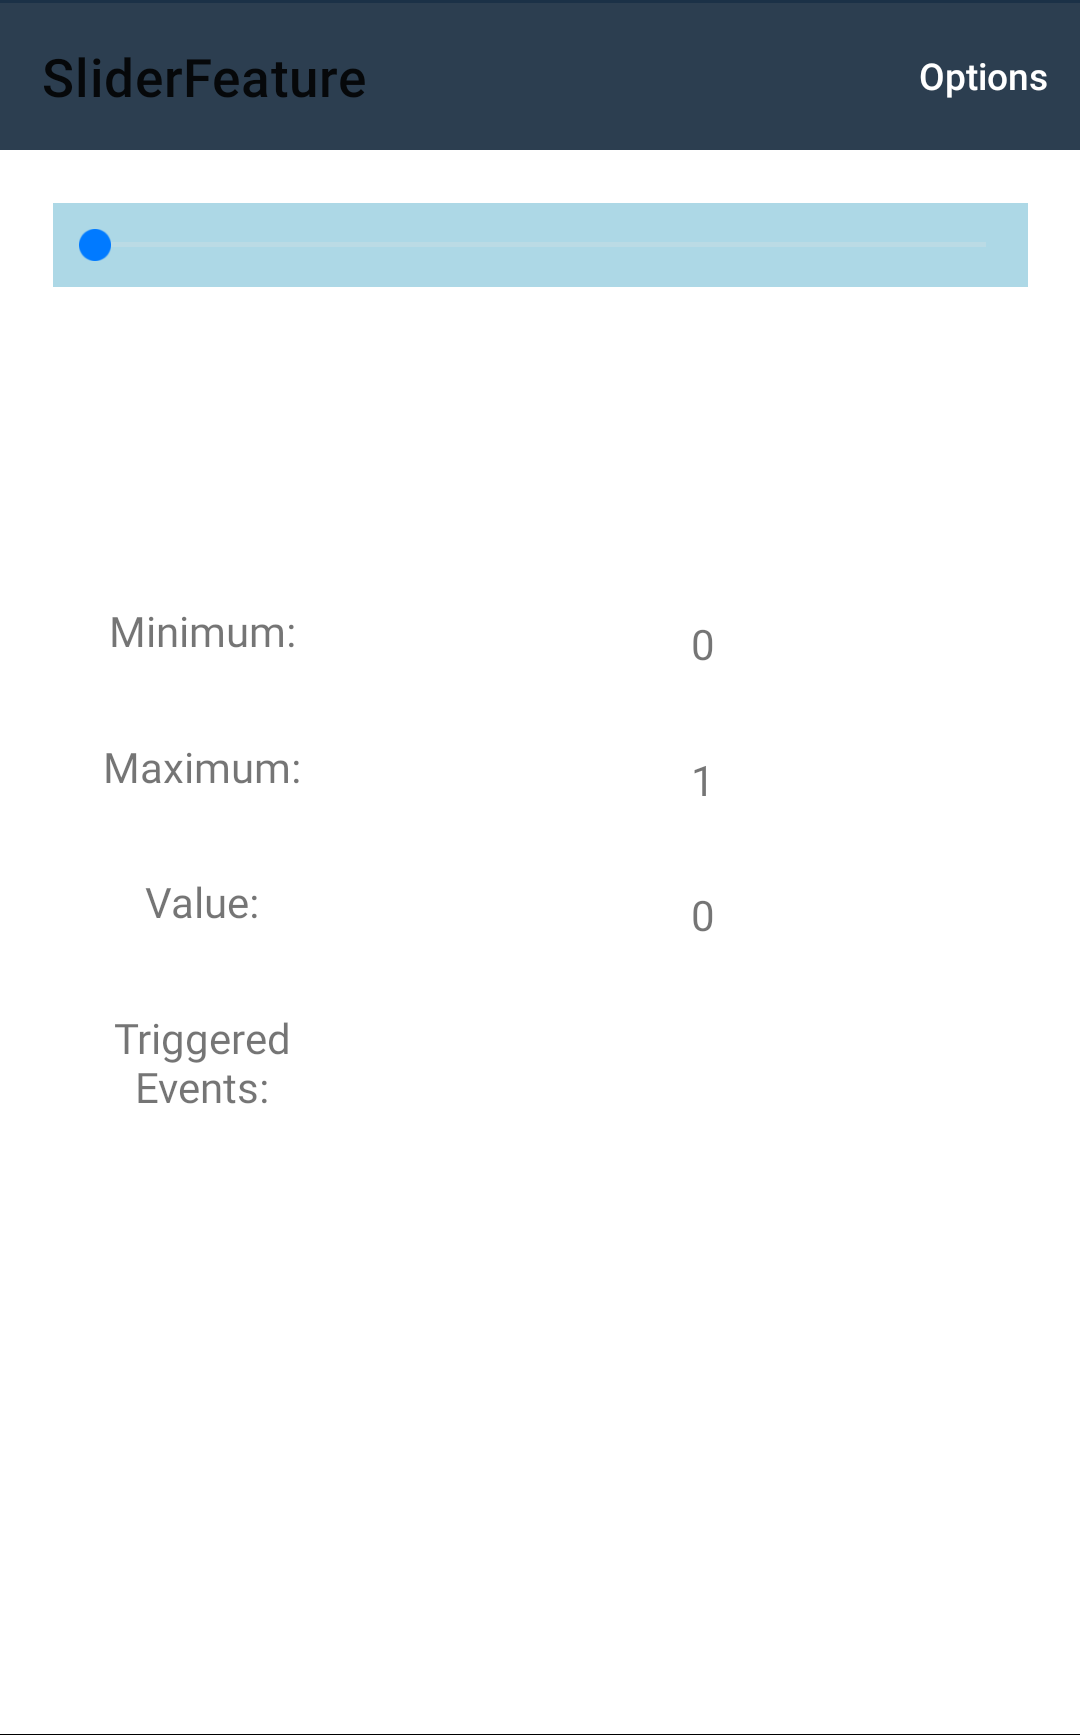 SliderFeature
Options
Minimum:
0
Maximum:
1
Value:
0
Triggered
Events: